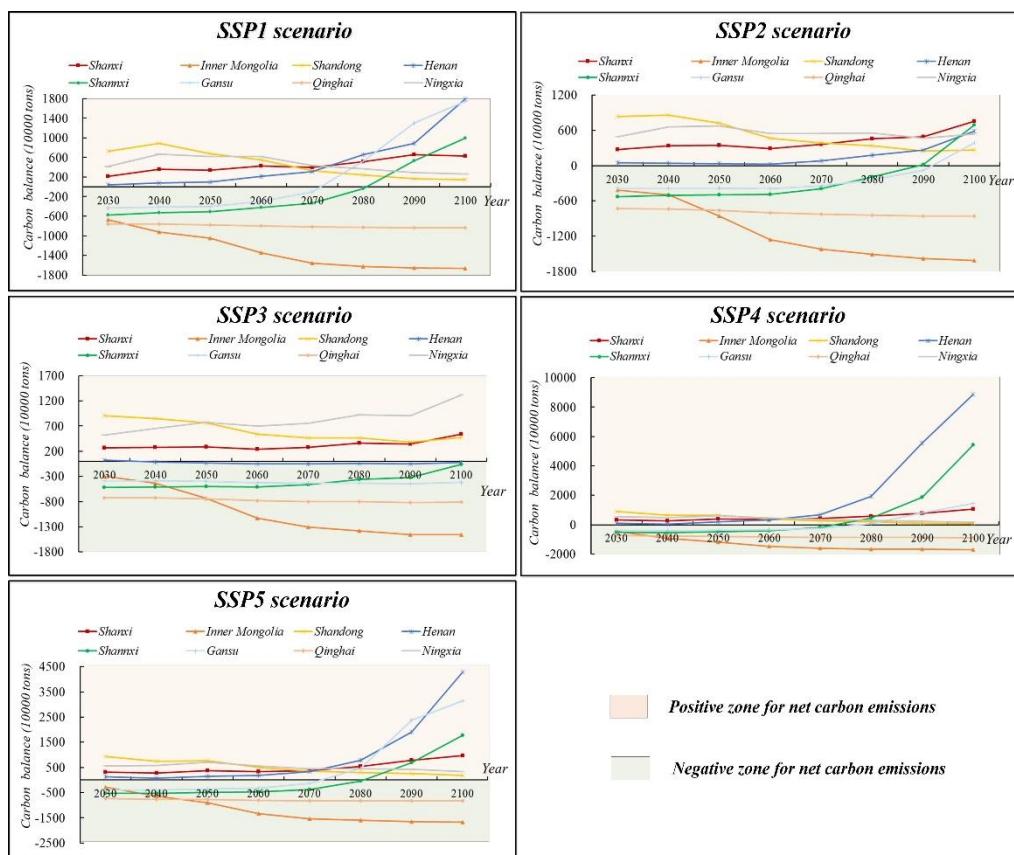 SSP1 scenario
Shanxi Inner Mongolia Shandong Henan
Shannxi Gansu Qinghai Ningxia
Carbon balance (10000 tons)
1800
1400
1000
600
200
-200
-600
-1000
-1400
-1800
2030 2040 2050 2060 2070 2080 2090 2100 Year
SSP2 scenario
Shanxi Inner Mongolia Shandong Henan
Shannxi Gansu Qinghai Ningxia
Carbon balance (10000 tons)
1200
600
0
-600
-1200
-1800
2030 2040 2050 2060 2070 2080 2090 2100 Year
SSP3 scenario
Shanxi Inner Mongolia Shandong Henan
Shannxi Gansu Qinghai Ningxia
Carbon balance (10000 tons)
1700
1200
700
200
-300
-800
-1300
-1800
2030 2040 2050 2060 2070 2080 2090 2100 Year
SSP4 scenario
Shanxi Inner Mongolia Shandong Henan
Shannxi Gansu Qinghai Ningxia
Carbon balance (10000 tons)
10000
8000
6000
4000
2000
0
-2000
2030 2040 2050 2060 2070 2080 2090 2100 Year
SSP5 scenario
Shanxi Inner Mongolia Shandong Henan
Shannxi Gansu Qinghai Ningxia
Carbon balance (10000 tons)
4500
3500
2500
1500
500
-500
-1500
-2500
2030 2040 2050 2060 2070 2080 2090 2100 Year
Positive zone for net carbon emissions
Negative zone for net carbon emissions